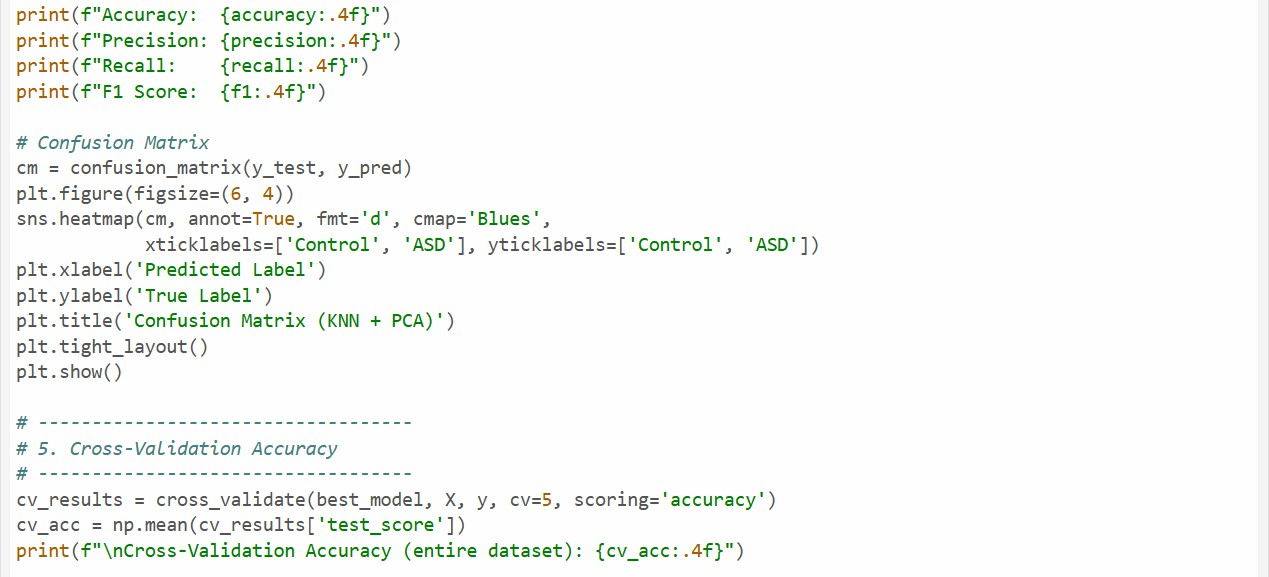 print(f"Accuracy:  {accuracy:.4f}")
print(f"Precision: {precision:.4f}")
print(f"Recall:    {recall:.4f}")
print(f"F1 Score:  {f1:.4f}")

# Confusion Matrix
cm = confusion_matrix(y_test, y_pred)
plt.figure(figsize=(6, 4))
sns.heatmap(cm, annot=True, fmt='d', cmap='Blues',
            xticklabels=['Control', 'ASD'], yticklabels=['Control', 'ASD'])
plt.xlabel('Predicted Label')
plt.ylabel('True Label')
plt.title('Confusion Matrix (KNN + PCA)')
plt.tight_layout()
plt.show()

# -----------------------------------
# 5. Cross-Validation Accuracy
# -----------------------------------
cv_results = cross_validate(best_model, X, y, cv=5, scoring='accuracy')
cv_acc = np.mean(cv_results['test_score'])
print(f"\nCross-Validation Accuracy (entire dataset): {cv_acc:.4f}")